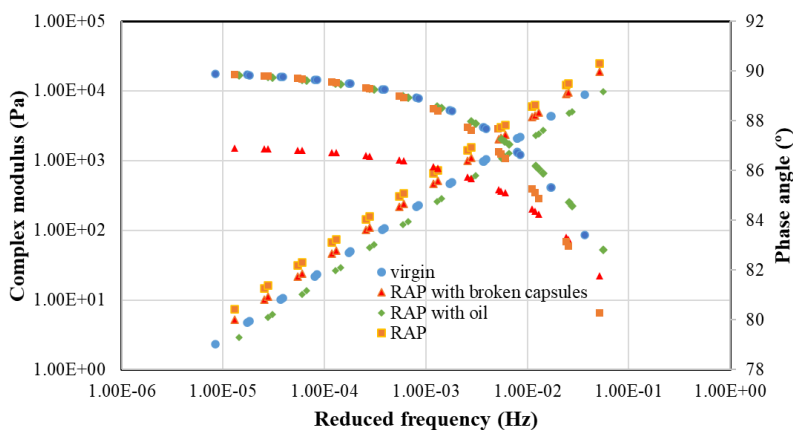 1.00E+05
1.00E+04
1.00E+03
1.00E+02
1.00E+01
1.00E+00
Complex modulus (Pa)
92
90
88
86
84
82
80
78
Phase angle (º)
virgin
RAP with broken capsules
RAP with oil
RAP
1.00E-06 1.00E-05 1.00E-04 1.00E-03 1.00E-02 1.00E-01 1.00E+00
Reduced frequency (Hz)